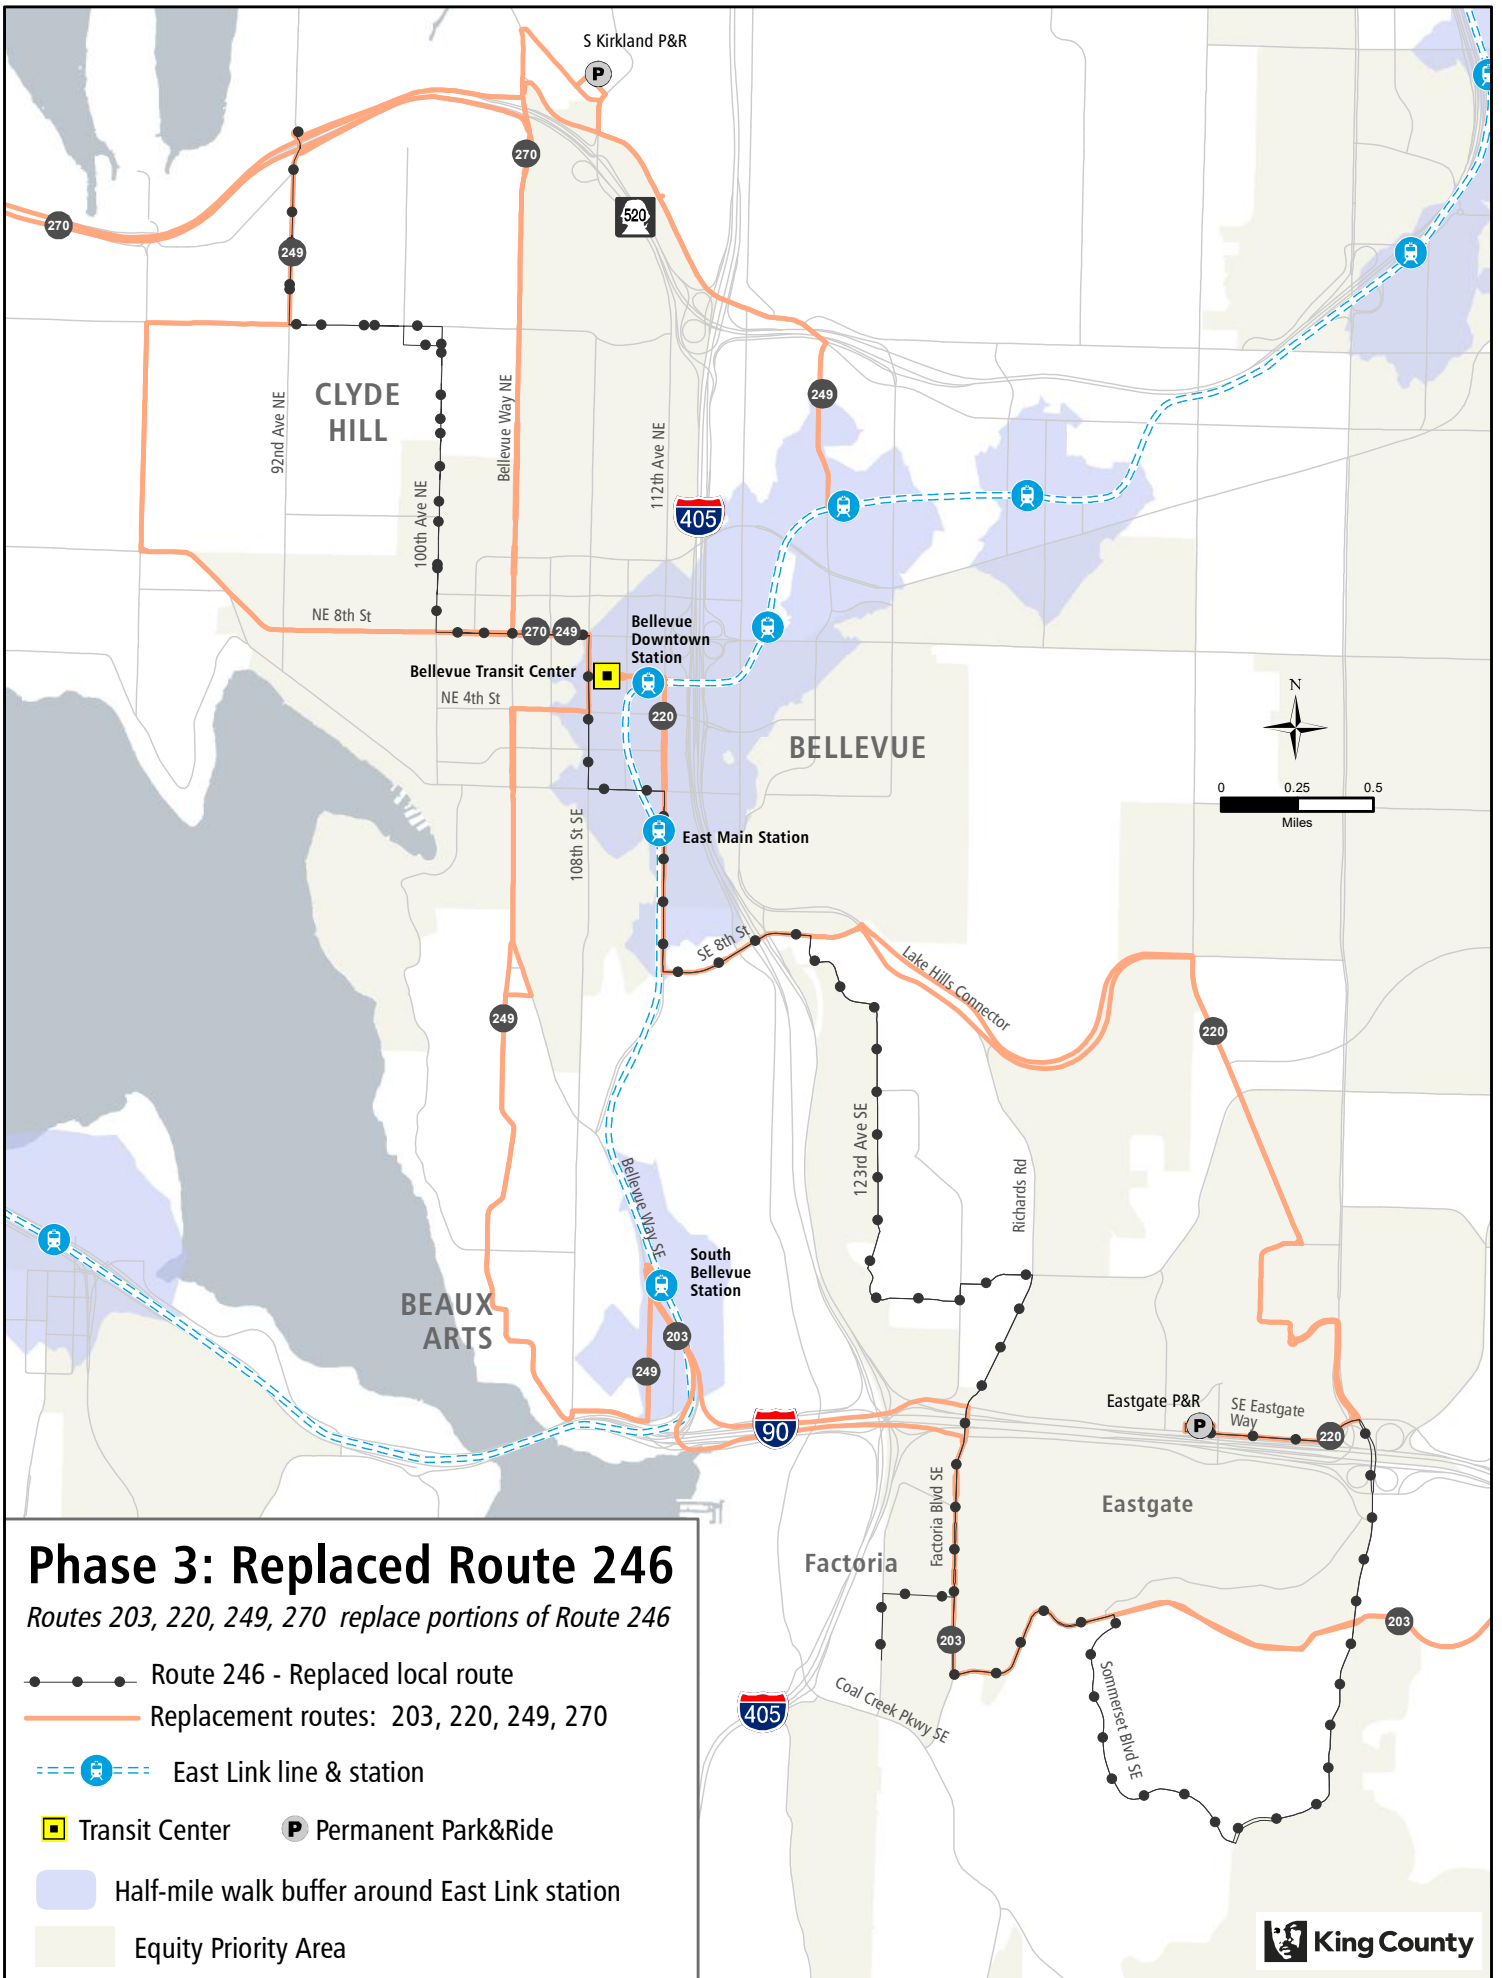 S Kirkland P&R
P
270
270
520
249
CLYDE
HILL
92nd Ave NE
Bellevue Way NE
249
112th Ave NE
405
100th Ave NE
NE 8th St
270
249
Bellevue
Downtown
Station
Bellevue Transit Center
NE 4th St
220
BELLEVUE
N
0 0.25 0.5
Miles
108th St SE
East Main Station
SE 8th St
Lake Hills Connector
249
220
123rd Ave SE
Richards Rd
Bellevue Way SE
South
Bellevue
Station
BEAUX
ARTS
203
249
90
Eastgate P&R
P
SE Eastgate
Way
220
Factoria Blvd SE
Eastgate
Factoria
203
203
Sommerset Blvd SE
Coal Creek Pkwy SE
405
Phase 3: Replaced Route 246
Routes 203, 220, 249, 270 replace portions of Route 246
Route 246 - Replaced local route
Replacement routes: 203, 220, 249, 270
East Link line & station
Transit Center
P Permanent Park&Ride
Half-mile walk buffer around East Link station
Equity Priority Area
King County